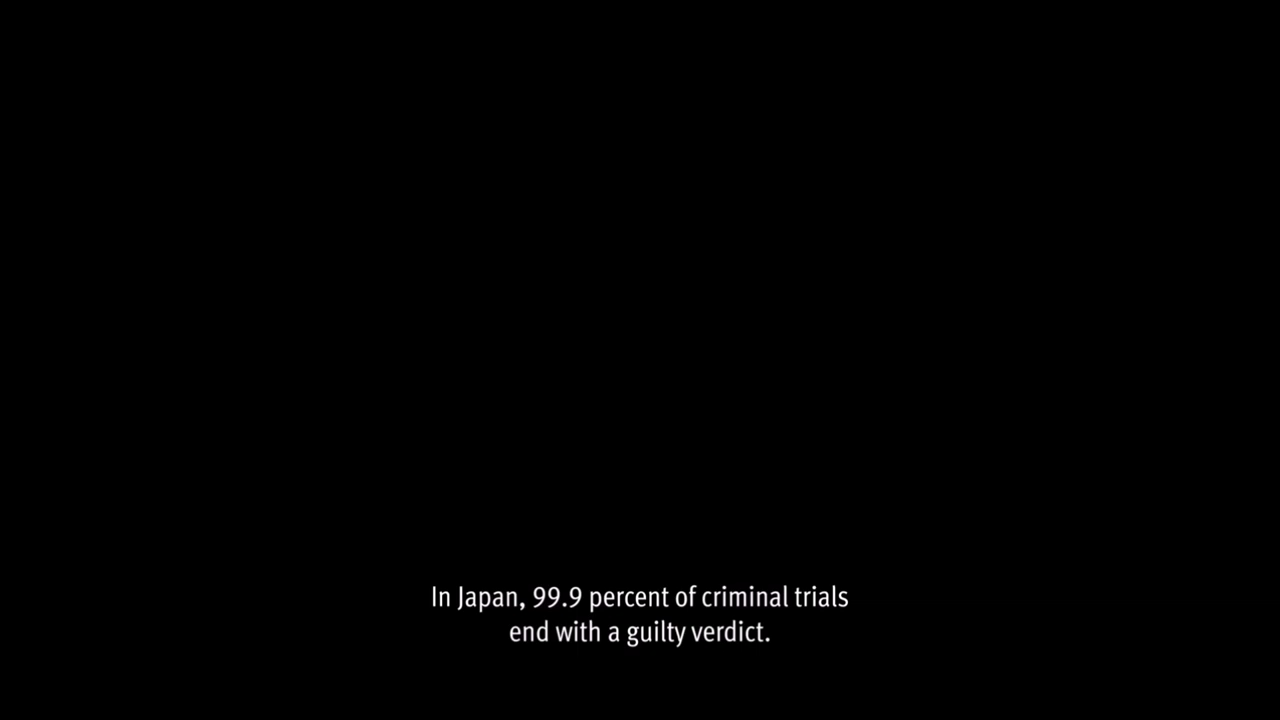 In Japan, 99.9 percent of criminal trials
end with a guilty verdict.